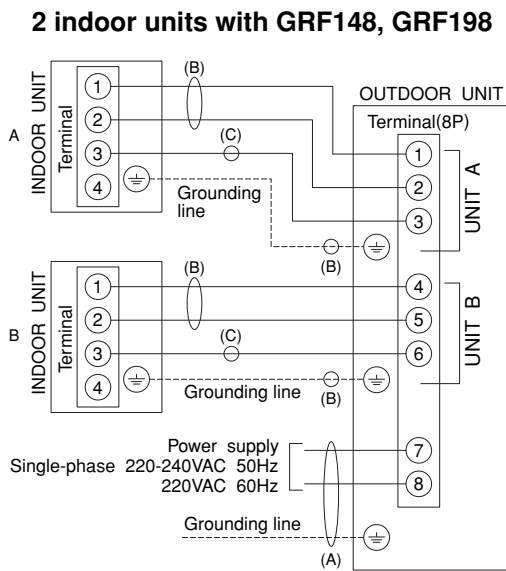 2 indoor units with GRF148, GRF198
OUTDOOR UNIT
Terminal(8P)
A
INDOOR UNIT
Terminal
1
2
3
4
(B)
(C)
Grounding
line
(B)
1
2
3
UNIT A
B
INDOOR UNIT
Terminal
1
2
3
4
(B)
(C)
Grounding line
(B)
4
5
6
UNIT B
Power supply
Single-phase 220-240VAC 50Hz
220VAC 60Hz
7
8
Grounding line
(A)